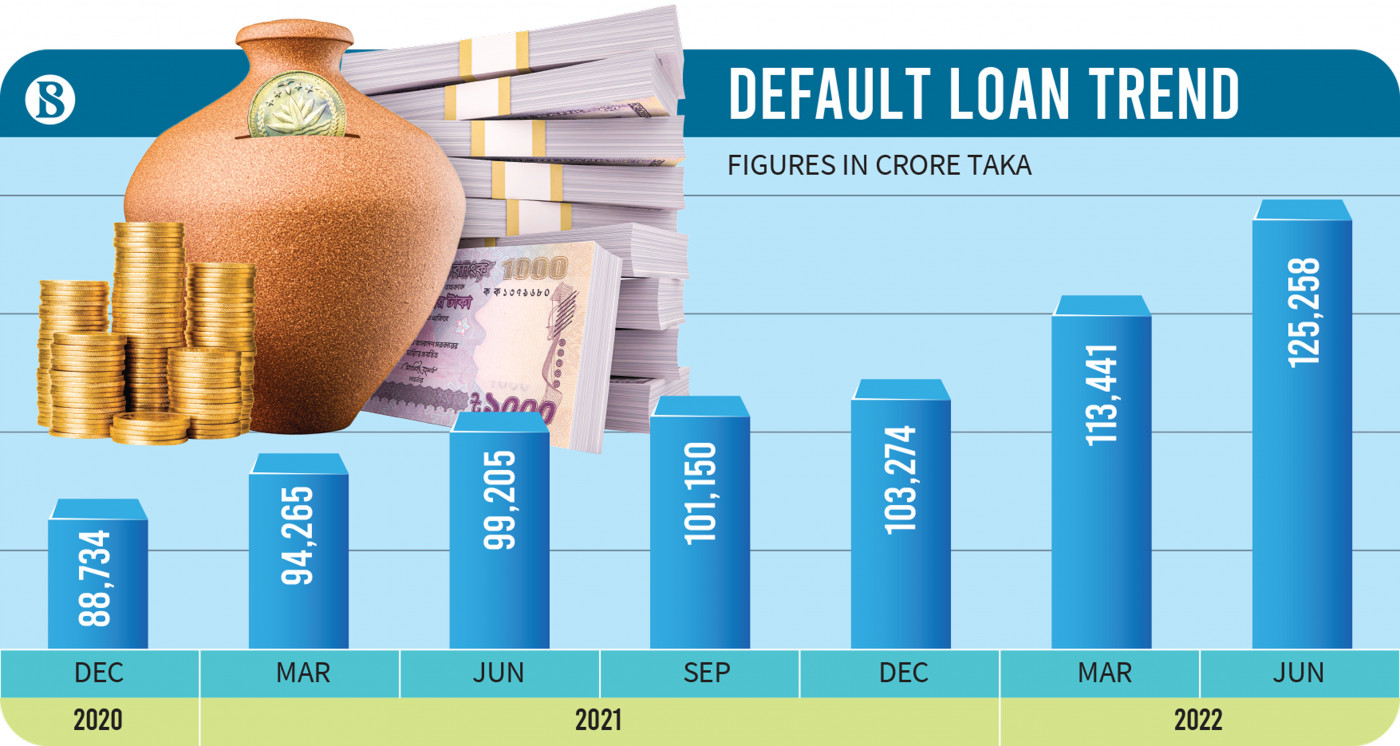 DEFAULT LOAN TREND
FIGURES IN CRORE TAKA
1000
টাকা
১০০০
88,734
94,265
99,205
101,150
103,274
113,441
125,258
DEC MAR JUN SEP DEC MAR JUN
2020 2021 2022